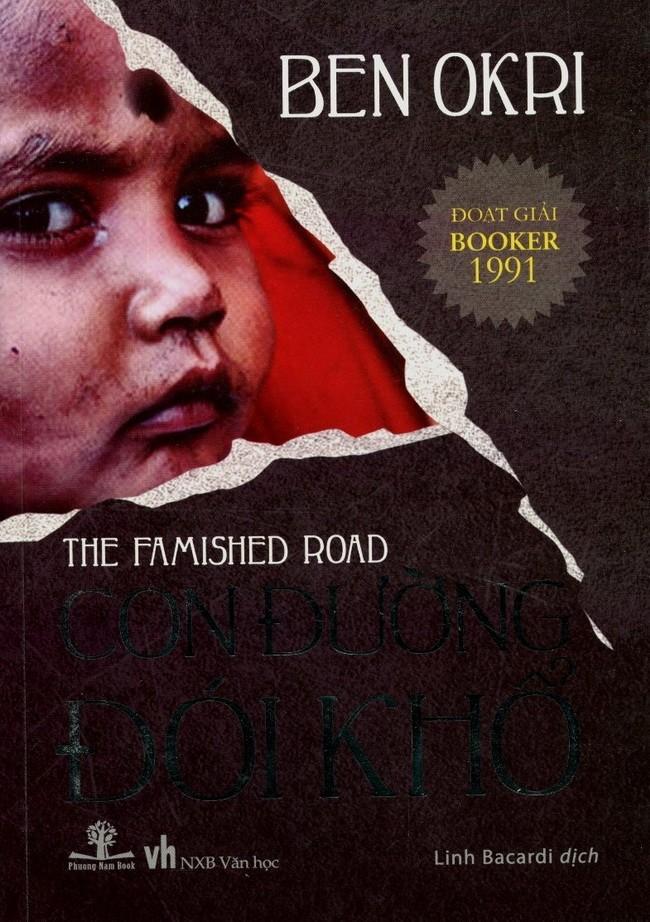 BEN OKRI
ĐOẠT GIẢI
BOOKER
1991
THE FAMISHED ROAD
CON ĐƯỜNG
ĐÓI KHỔ
Phuong Nam Book
vh NXB Văn học
Linh Bacardi dịch